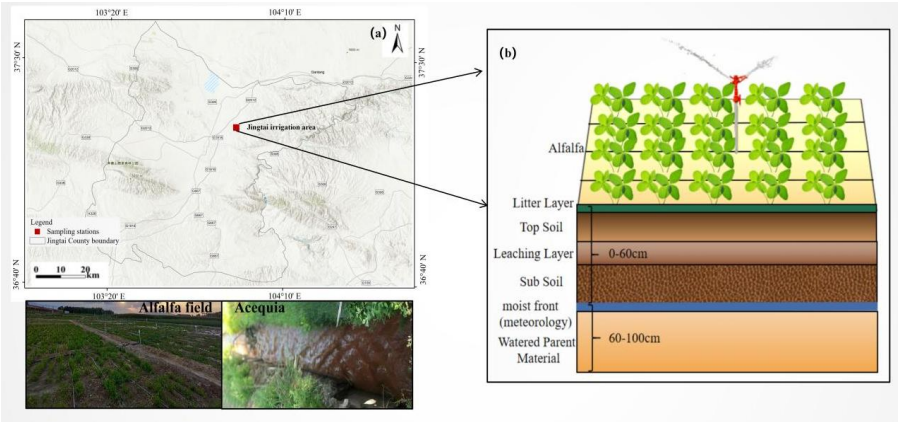 103°20' E
104°10' E
(a)
N
37°30' N
37°30' N
Jingtai irrigation area
Legend
Sampling stations
Jingtai County boundary
0 10 20
km
36°40' N
36°40' N
103°20' E
104°10' E
Alfalfa field
Acequia
(b)
Alfalfa
Litter Layer
Top Soil
Leaching Layer
0-60cm
Sub Soil
moist front
(meteorology)
60-100cm
Watered Parent
Material